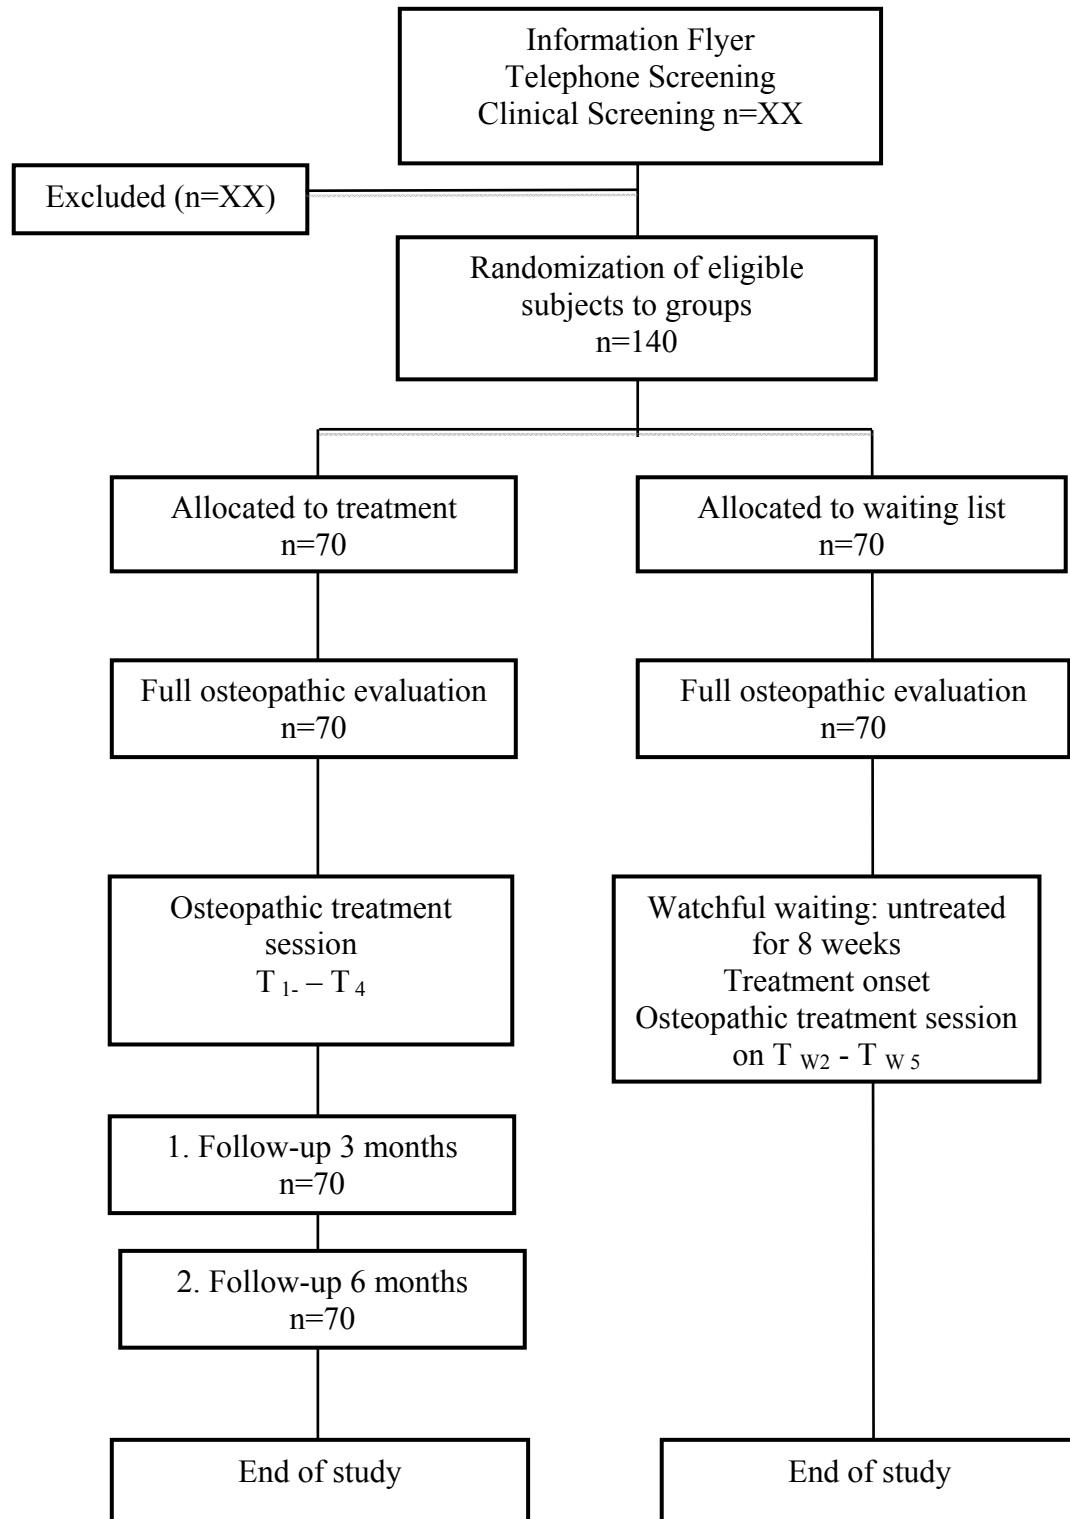 Information Flyer
Telephone Screening
Clinical Screening n=XX
Excluded (n=XX)
Randomization of eligible
subjects to groups
n=140
Allocated to treatment
n=70
Allocated to waiting list
n=70
Full osteopathic evaluation
n=70
Full osteopathic evaluation
n=70
Osteopathic treatment
session
T 1- – T 4
Watchful waiting: untreated
for 8 weeks
Treatment onset
Osteopathic treatment session
on T W2 - T W 5
1. Follow-up 3 months
n=70
2. Follow-up 6 months
n=70
End of study
End of study